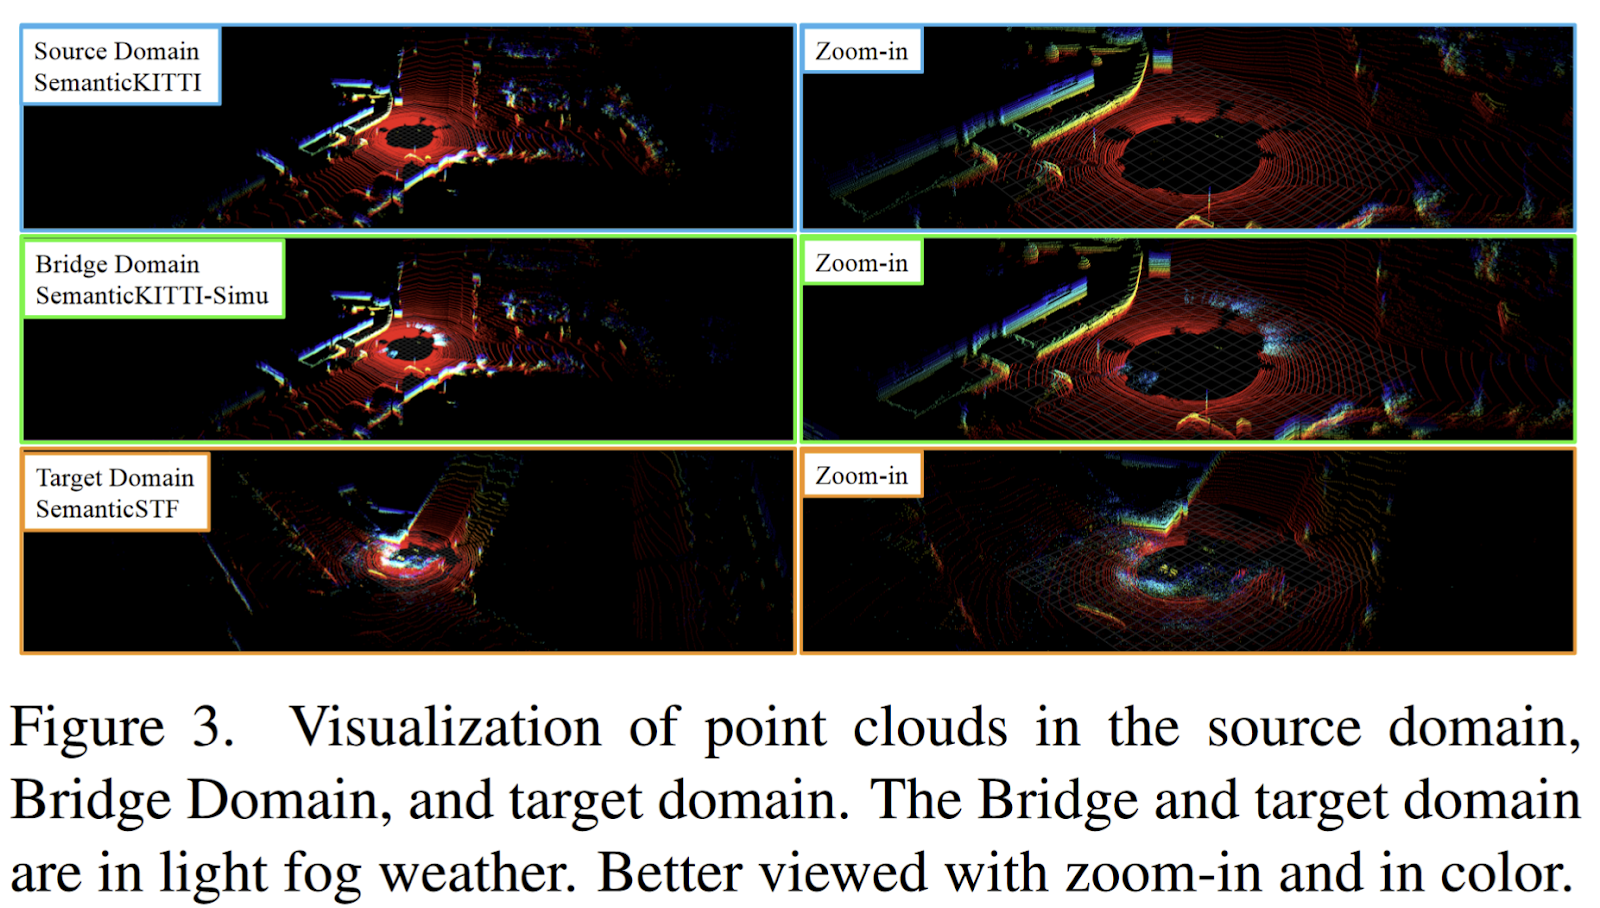 Source Domain
SemanticKITTI
Zoom-in
Bridge Domain
SemanticKITTI-Simu
Zoom-in
Target Domain
SemanticSTF
Zoom-in
Figure 3. Visualization of point clouds in the source domain,
Bridge Domain, and target domain. The Bridge and target domain
are in light fog weather. Better viewed with zoom-in and in color.